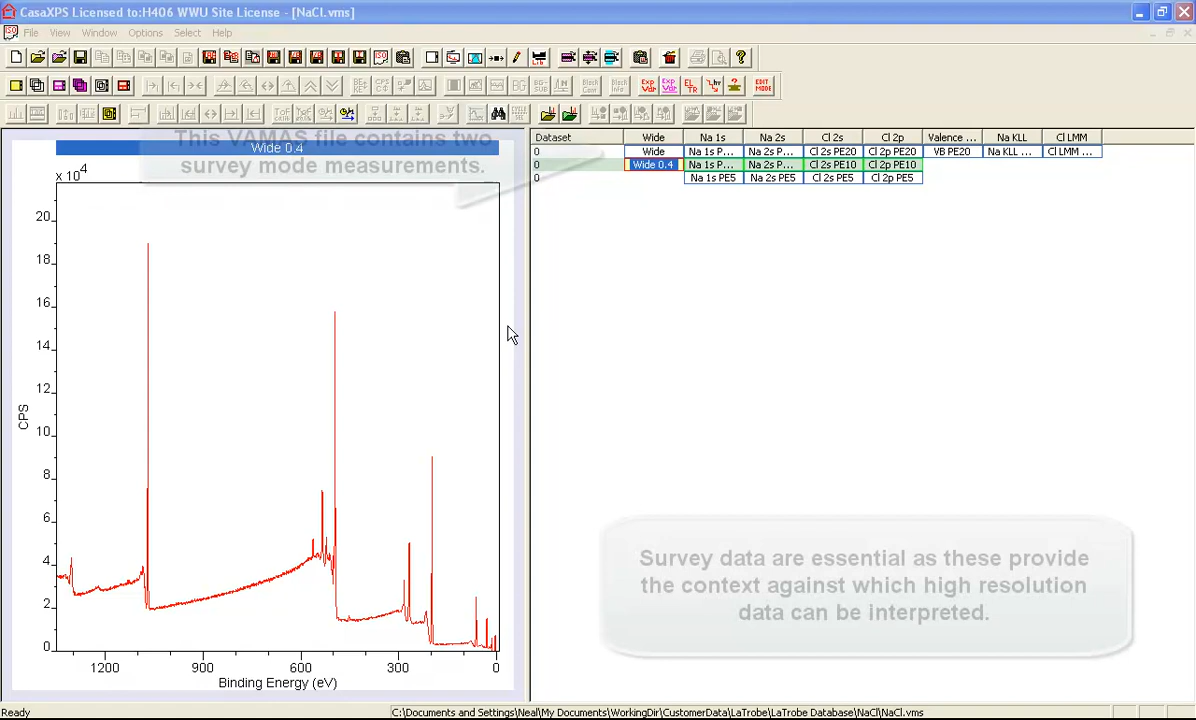 CasaXPS Licensed to:H406 WWU Site License - [NaCl.vms]
File View Window Options Select Help
This VAMAS file contains two
survey mode measurements.
Wide 0.4
x 10⁴
20
18
16
14
12
10
8
6
4
2
0
CPS
1200 900 600 300 0
Binding Energy (eV)
Dataset Wide Na 1s Na 2s Cl 2s Cl 2p Valence ... Na KLL Cl LMM
0 Wide Na 1s P... Na 2s P... Cl 2s PE20 Cl 2p PE20 VB PE20 Na KLL ... Cl LMM ...
0 Wide 0.4 Na 1s P... Na 2s P... Cl 2s PE10 Cl 2p PE10
0 Na 1s PE5 Na 2s PE5 Cl 2s PE5 Cl 2p PE5
Survey data are essential as these provide
the context against which high resolution
data can be interpreted.
Ready C:\Documents and Settings\Neal\My Documents\WorkingDir\CustomerData\LaTrobe\LaTrobe Database\NaCl\NaCl.vms